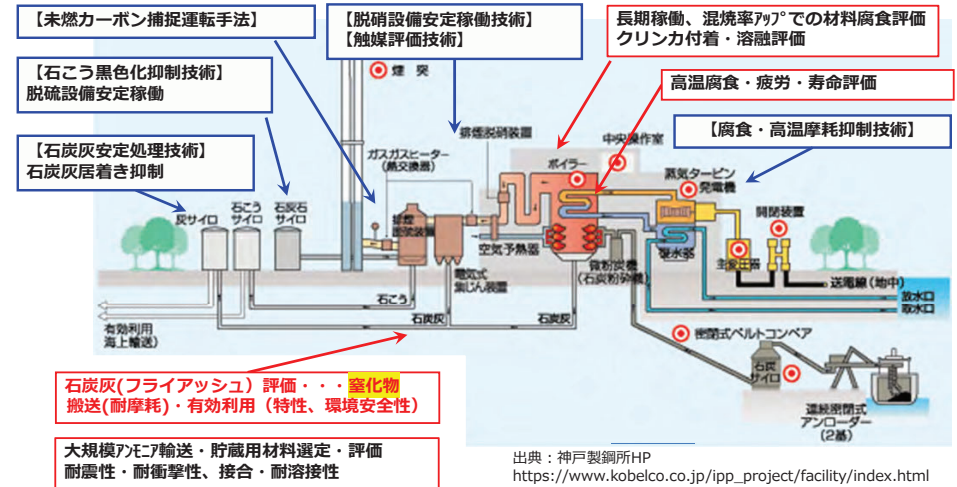 【未燃カーボン捕捉運転手法】
【脱硝設備安定稼働技術】
【触媒評価技術】
長期稼働、混焼率ｱｯﾌﾟでの材料腐食評価
クリンカ付着・溶融評価
【石こう黒色化抑制技術】
脱硫設備安定稼働
煙突
高温腐食・疲労・寿命評価
排煙脱硝装置
中央操作室
【腐食・高温摩耗抑制技術】
【石炭灰安定処理技術】
石炭灰居着き抑制
ガスガスヒーター
（熱交換器）
ボイラー
蒸気タービン
発電機
灰サイロ
石こう
サイロ
石灰石
サイロ
排煙
脱硫装置
開閉装置
空気予熱器
電気式
集じん装置
微粉炭機
（石炭粉砕機）
復水器
主変圧器
送電線（地中）
石こう
放水口
取水口
石炭灰
石炭灰
有効利用
海上輸送）
密閉式ベルトコンベア
石炭
サイロ
連続密閉式
アンローダー
（2基）
石炭灰(フライアッシュ）評価・・・窒化物
搬送(耐摩耗)・有効利用（特性、環境安全性）
大規模ｱﾝﾓﾆｱ輸送・貯蔵用材料選定・評価
耐震性・耐衝撃性、接合・耐溶接性
出典：神戸製鋼所HP
https://www.kobelco.co.jp/ipp_project/facility/index.html